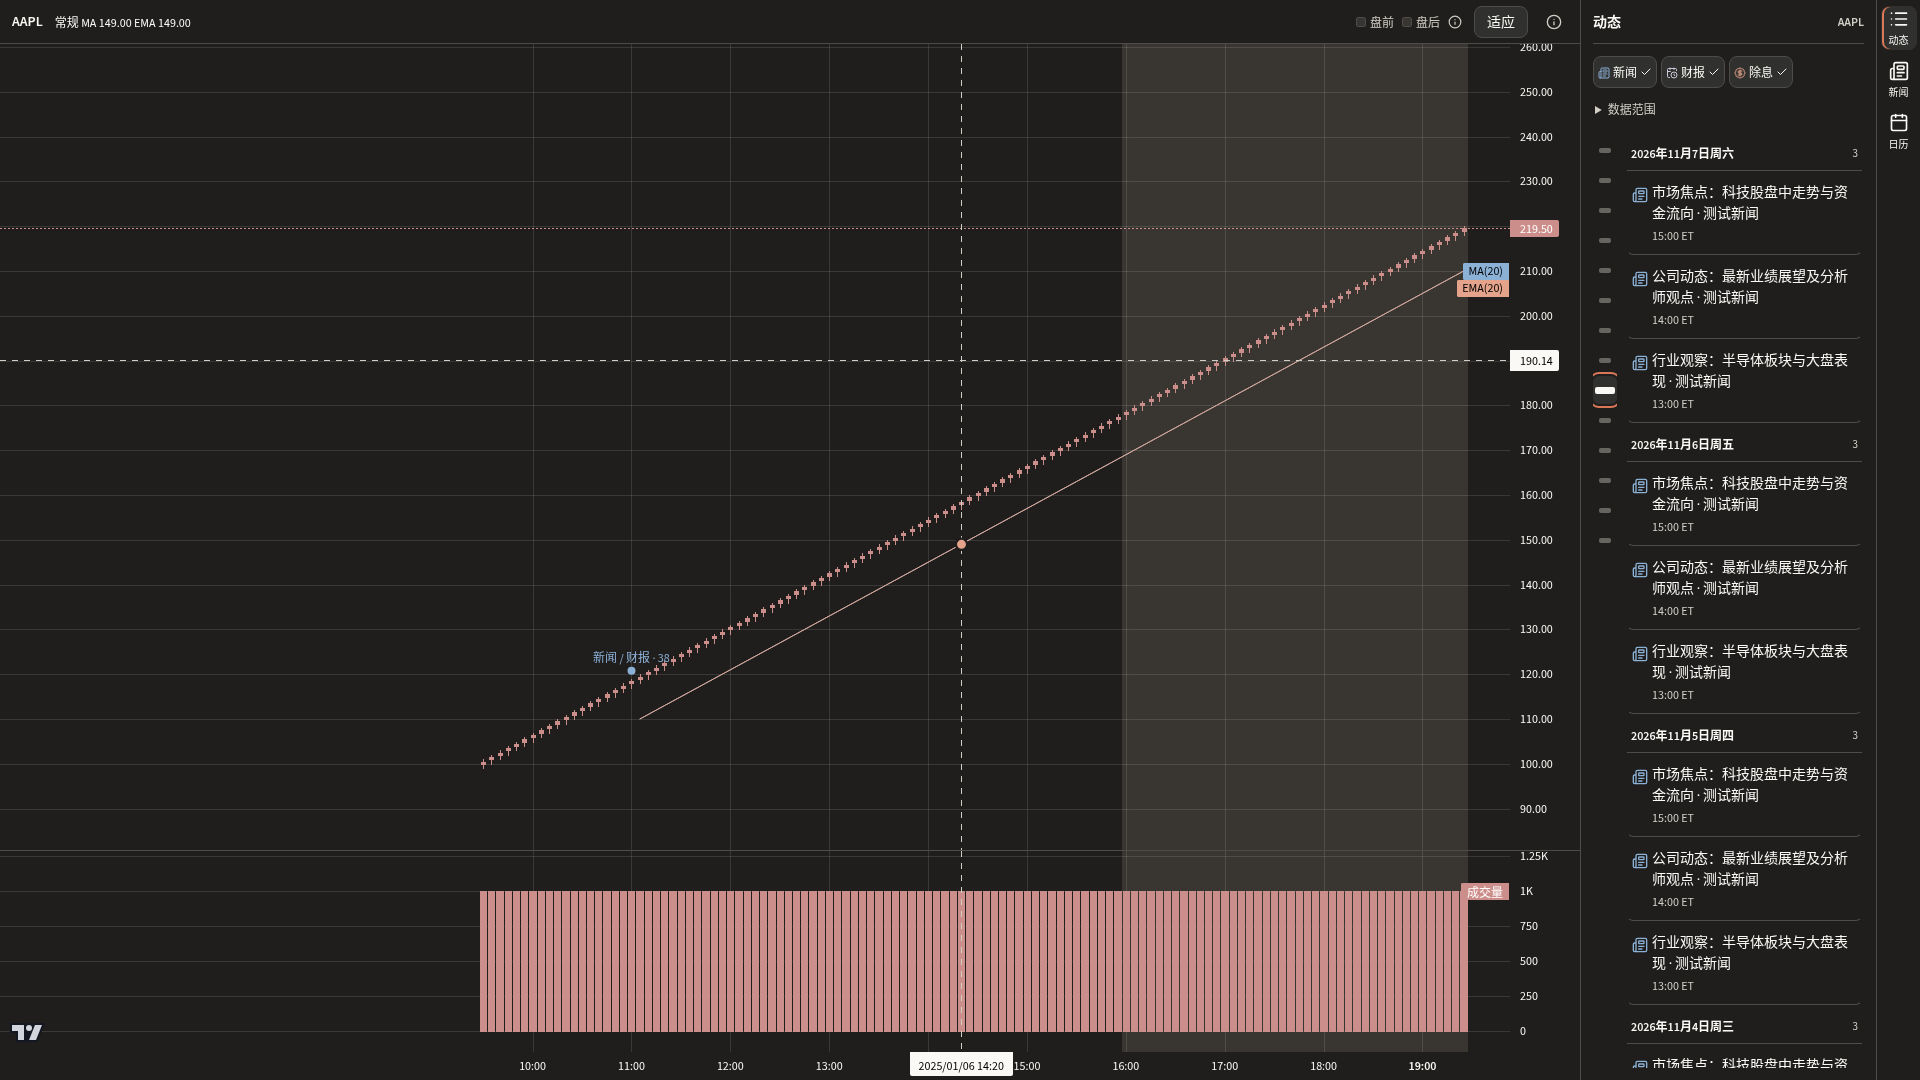 AAPL 常规 MA 149.00 EMA 149.00
盘前 盘后 适应
260.00
250.00
240.00
230.00
219.50
210.00
MA(20)
EMA(20)
200.00
190.14
180.00
170.00
160.00
150.00
140.00
130.00
新闻 / 财报 · 38
120.00
110.00
100.00
90.00
1.25K
成交量
1K
750
500
250
0
10:00 11:00 12:00 13:00 2025/01/06 14:20 15:00 16:00 17:00 18:00 19:00
动态 AAPL
新闻 财报 除息
数据范围
2026年11月7日周六 3
市场焦点：科技股盘中走势与资
金流向 · 测试新闻
15:00 ET
公司动态：最新业绩展望及分析
师观点 · 测试新闻
14:00 ET
行业观察：半导体板块与大盘表
现 · 测试新闻
13:00 ET
2026年11月6日周五 3
市场焦点：科技股盘中走势与资
金流向 · 测试新闻
15:00 ET
公司动态：最新业绩展望及分析
师观点 · 测试新闻
14:00 ET
行业观察：半导体板块与大盘表
现 · 测试新闻
13:00 ET
2026年11月5日周四 3
市场焦点：科技股盘中走势与资
金流向 · 测试新闻
15:00 ET
公司动态：最新业绩展望及分析
师观点 · 测试新闻
14:00 ET
行业观察：半导体板块与大盘表
现 · 测试新闻
13:00 ET
2026年11月4日周三 3
市场焦点：科技股盘中走势与资
动态
新闻
日历